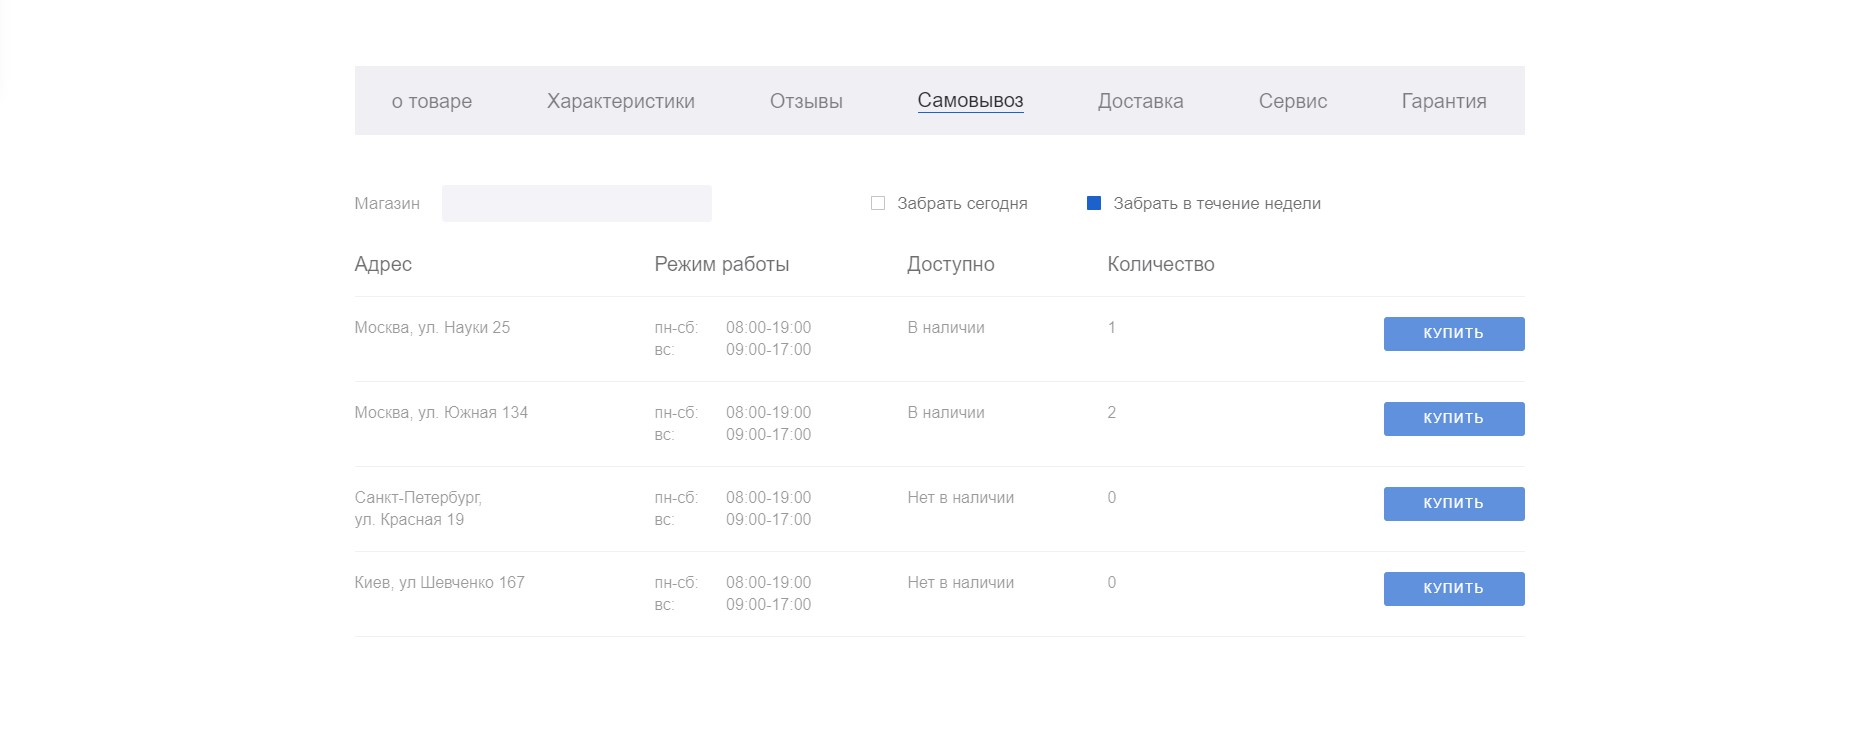 о товаре Характеристики Отзывы Самовывоз Доставка Сервис Гарантия
Магазин Забрать сегодня Забрать в течение недели
Адрес Режим работы Доступно Количество
Москва, ул. Науки 25 пн-сб: 08:00-19:00 В наличии 1 КУПИТЬ
вс: 09:00-17:00
Москва, ул. Южная 134 пн-сб: 08:00-19:00 В наличии 2 КУПИТЬ
вс: 09:00-17:00
Санкт-Петербург, пн-сб: 08:00-19:00 Нет в наличии 0 КУПИТЬ
ул. Красная 19 вс: 09:00-17:00
Киев, ул Шевченко 167 пн-сб: 08:00-19:00 Нет в наличии 0 КУПИТЬ
вс: 09:00-17:00